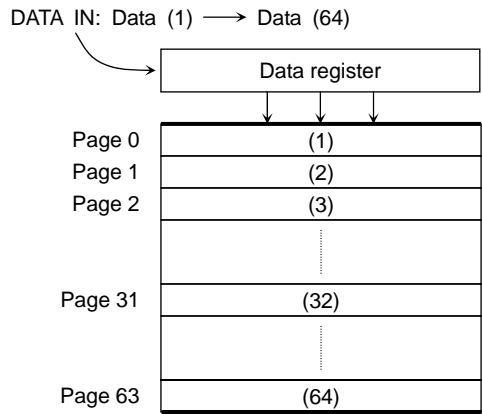 DATA IN: Data (1) → Data (64)
Data register
Page 0 (1)
Page 1 (2)
Page 2 (3)
Page 31 (32)
Page 63 (64)